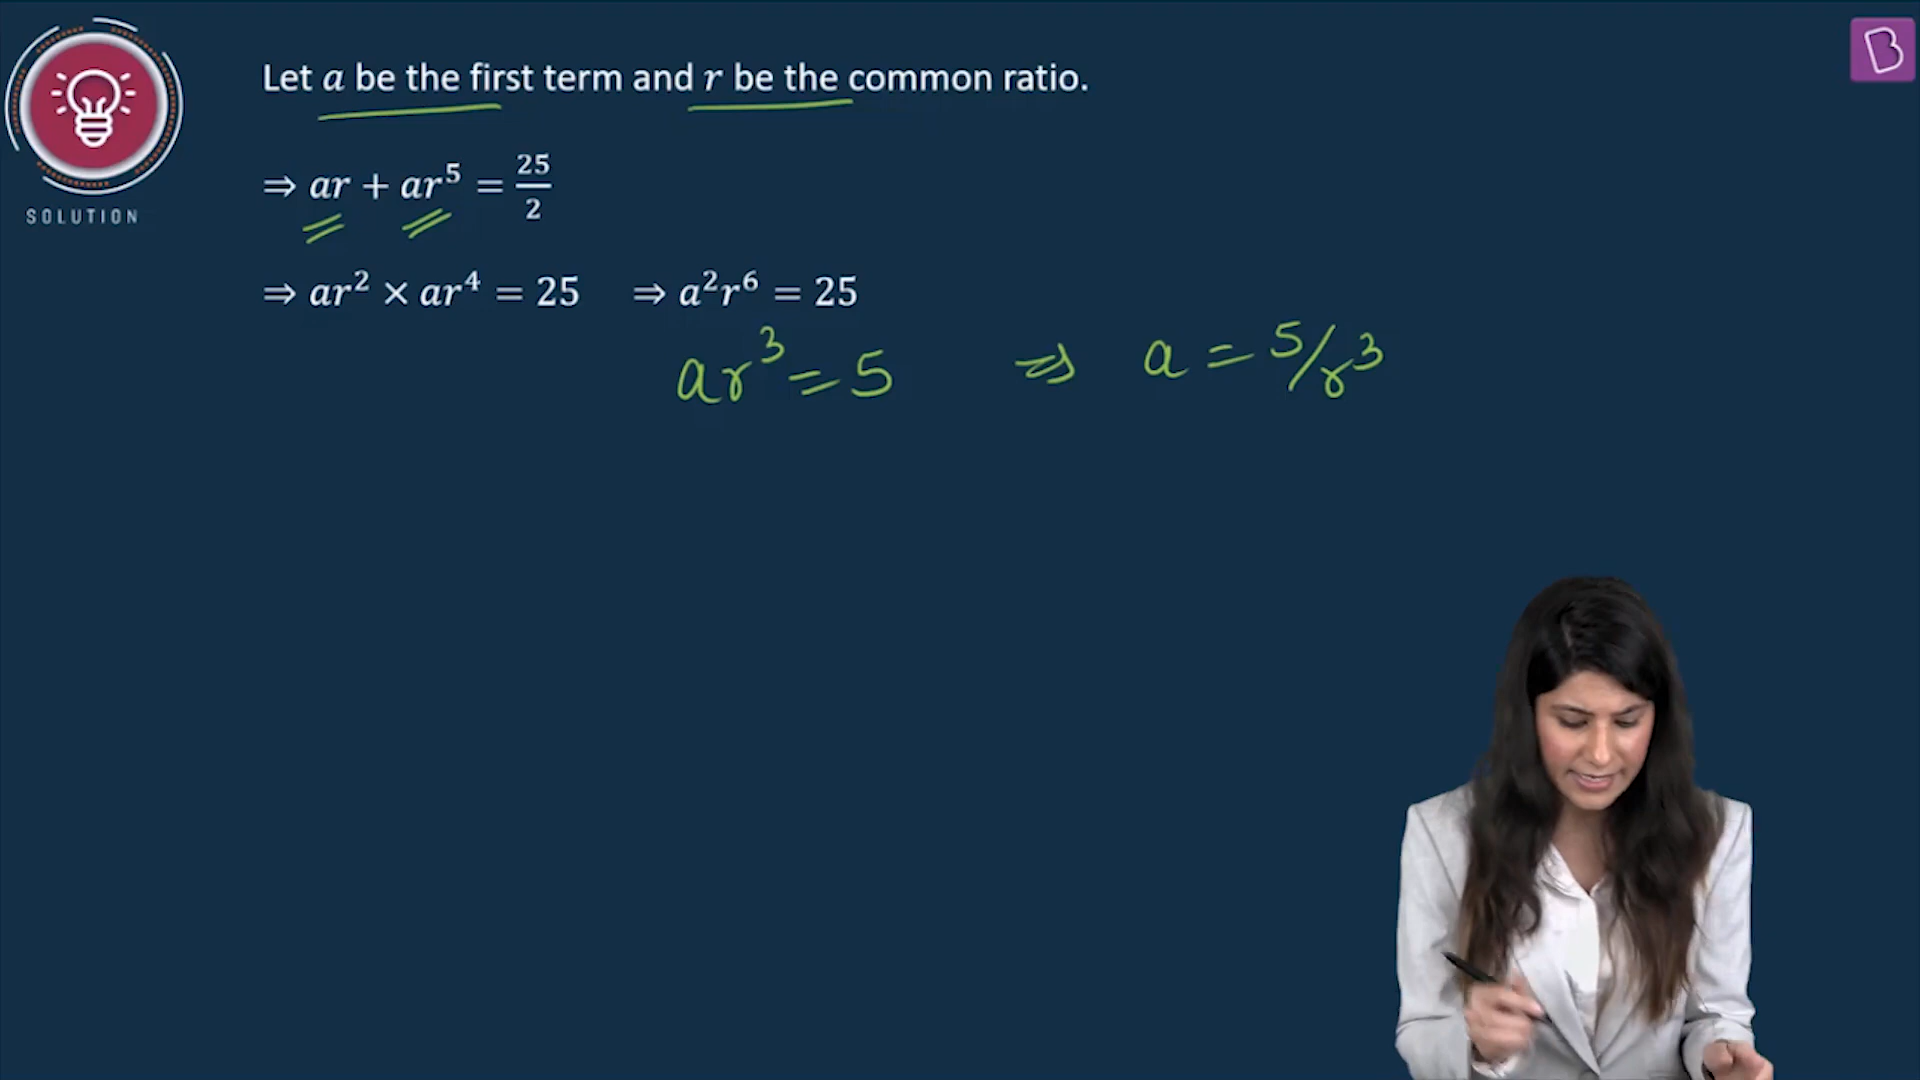 Let a be the first term and r be the common ratio.
⇒ ar + ar⁵ = 25/2
SOLUTION
⇒ ar² × ar⁴ = 25 ⇒ a²r⁶ = 25
ar³ = 5 ⇒ a = 5/r³